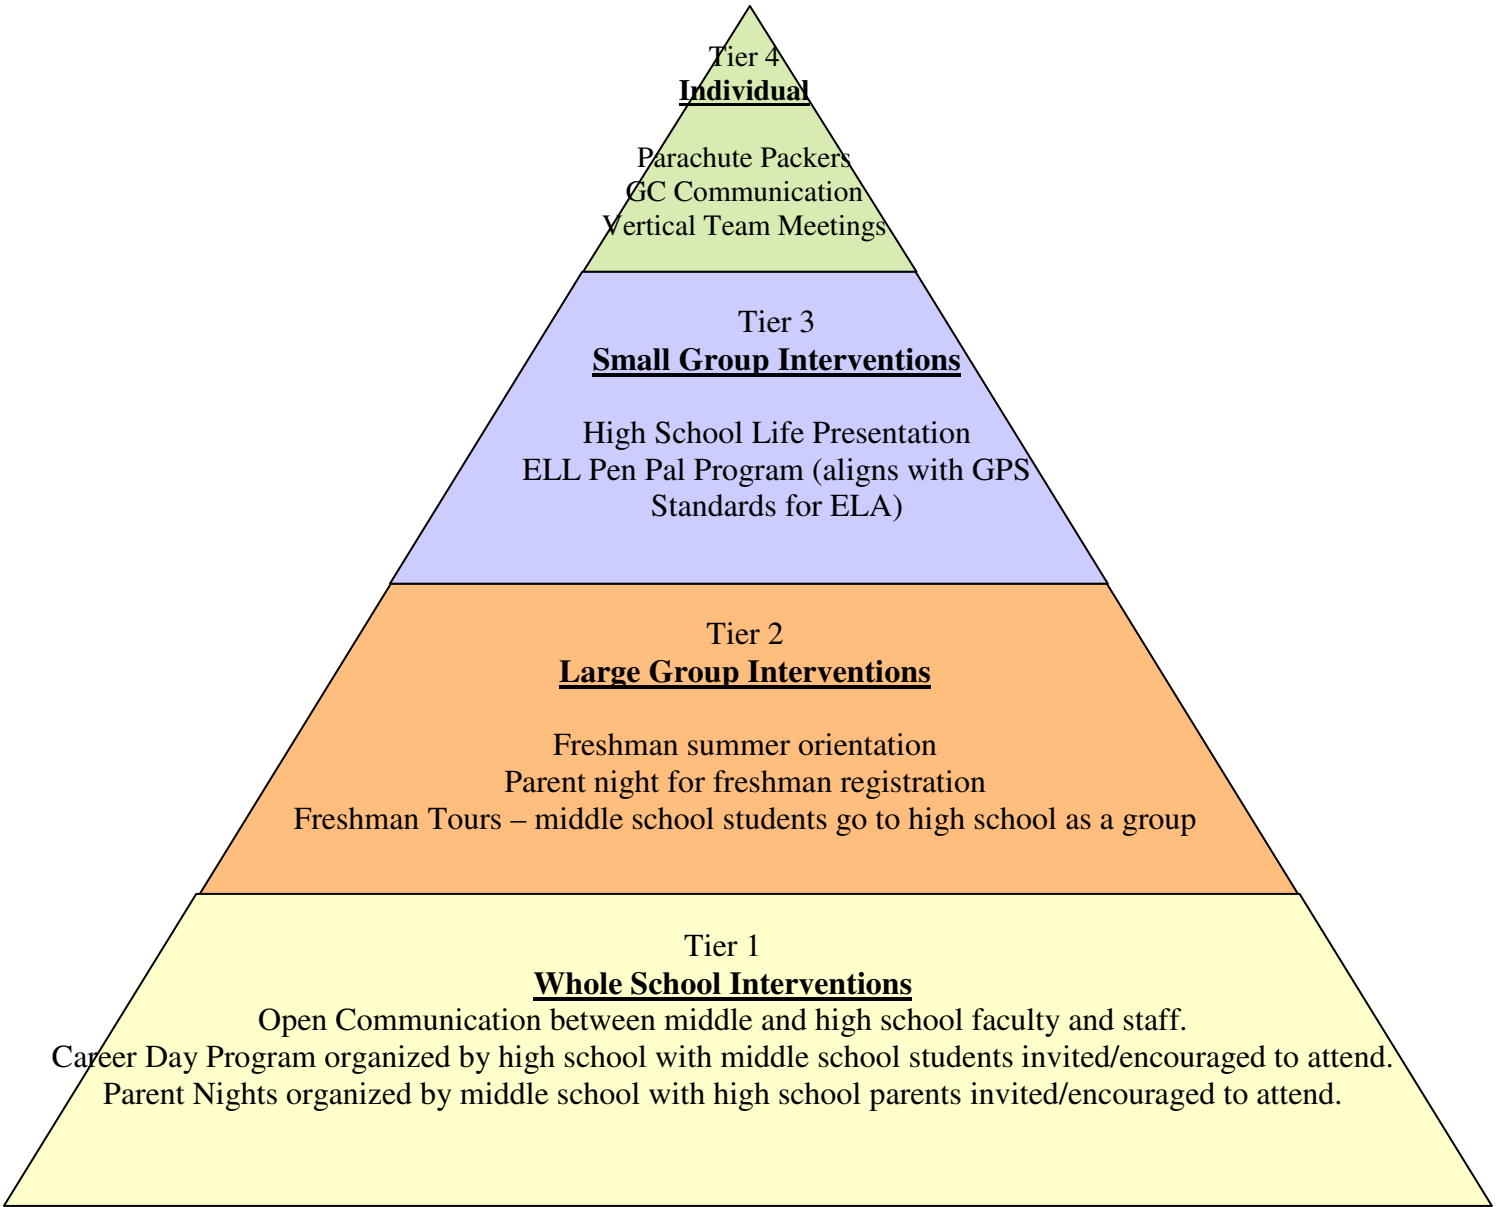 Tier 4
Individual
Parachute Packers
GC Communication
Vertical Team Meetings
Tier 3
Small Group Interventions
High School Life Presentation
ELL Pen Pal Program (aligns with GPS
Standards for ELA)
Tier 2
Large Group Interventions
Freshman summer orientation
Parent night for freshman registration
Freshman Tours – middle school students go to high school as a group
Tier 1
Whole School Interventions
Open Communication between middle and high school faculty and staff.
Career Day Program organized by high school with middle school students invited/encouraged to attend.
Parent Nights organized by middle school with high school parents invited/encouraged to attend.